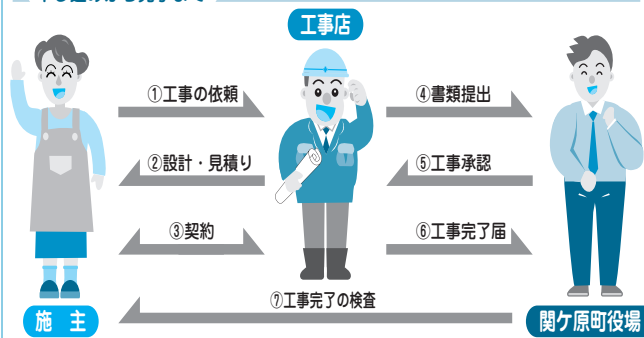 工事店
①工事の依頼
②設計・見積り
③契約
④書類提出
⑤工事承認
⑥工事完了届
⑦工事完了の検査
施 主
関ケ原町役場